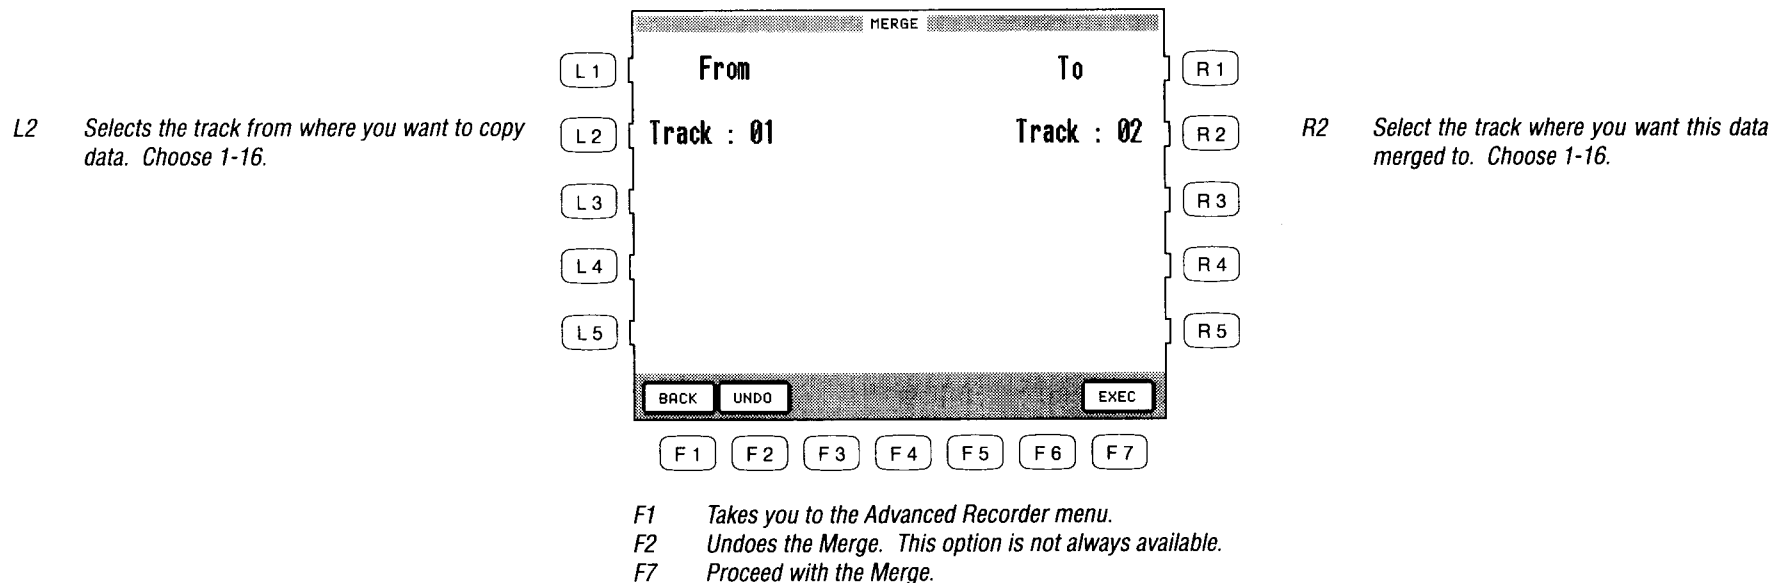 MERGE
L1 From To R1
L2 Selects the track from where you want to copy
data. Choose 1-16.
L2 Track : 01 Track : 02 R2
R2 Select the track where you want this data
merged to. Choose 1-16.
L3 R3
L4 R4
L5 R5
BACK UNDO EXEC
F1 F2 F3 F4 F5 F6 F7
F1 Takes you to the Advanced Recorder menu.
F2 Undoes the Merge. This option is not always available.
F7 Proceed with the Merge.